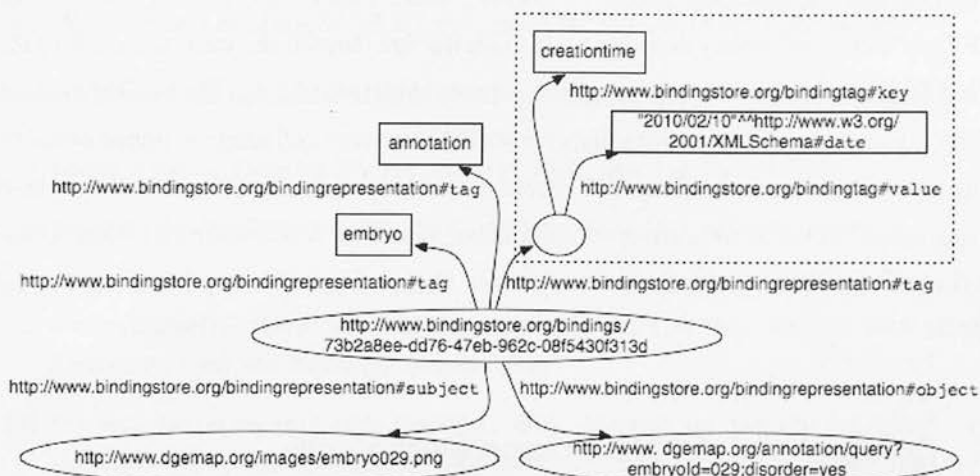 creationtime
http://www.bindingstore.org/bindingtag#key
"2010/02/10"^^http://www.w3.org/
2001/XMLSchema#date
annotation
http://www.bindingstore.org/bindingrepresentation#tag
http://www.bindingstore.org/bindingtag#value
embryo
http://www.bindingstore.org/bindingrepresentation#tag
http://www.bindingstore.org/bindingrepresentation#tag
http://www.bindingstore.org/bindings/
73b2a8ee-dd76-47eb-962c-08f5430f313d
http://www.bindingstore.org/bindingrepresentation#subject
http://www.bindingstore.org/bindingrepresentation#object
http://www.dgemap.org/images/embryo029.png
http://www. dgemap.org/annotation/query?
embryoId=029;disorder=yes